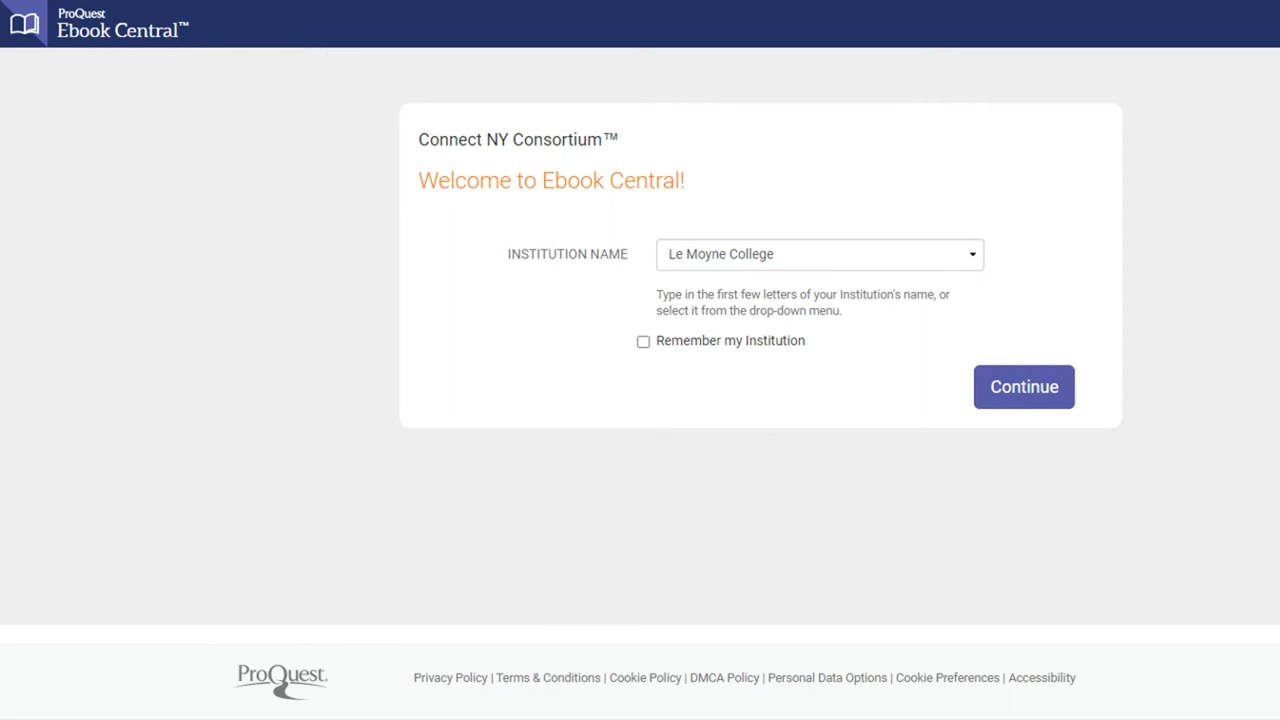 ProQuest
Ebook Central™
Connect NY Consortium™
Welcome to Ebook Central!
INSTITUTION NAME
Le Moyne College
Type in the first few letters of your Institution's name, or
select it from the drop-down menu.
Remember my Institution
Continue
ProQuest®
Privacy Policy | Terms & Conditions | Cookie Policy | DMCA Policy | Personal Data Options | Cookie Preferences | Accessibility